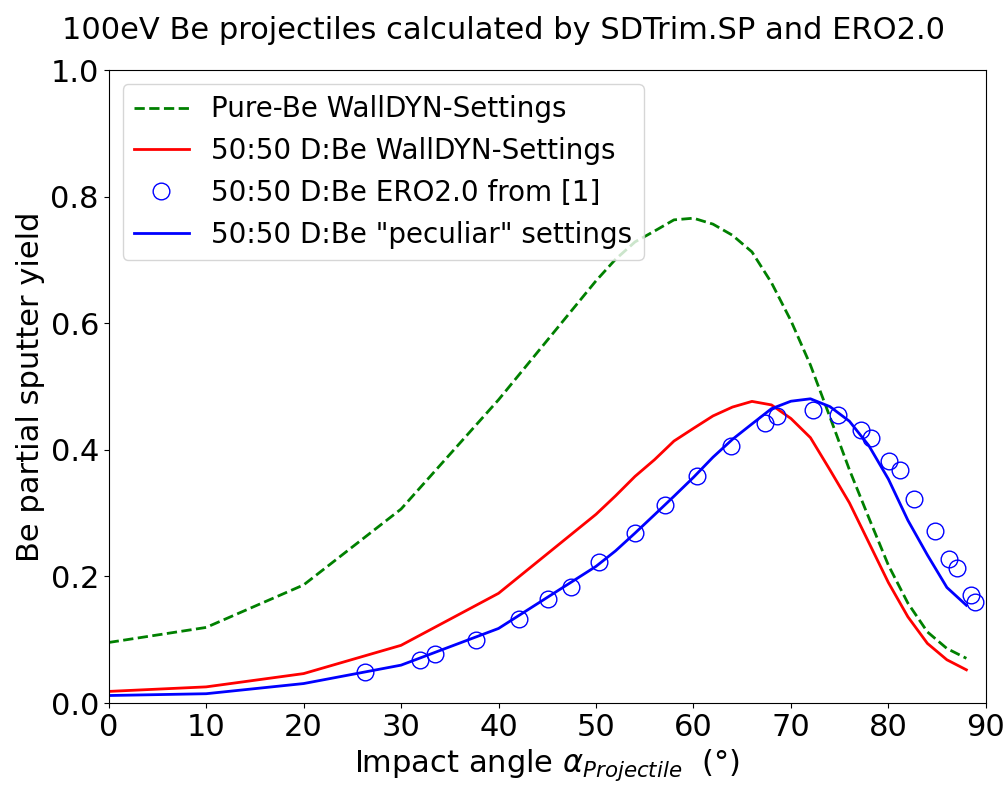 100eV Be projectiles calculated by SDTrim.SP and ERO2.0
1.0
0.8
0.6
0.4
0.2
0.0
Be partial sputter yield
Pure-Be WallDYN-Settings
50:50 D:Be WallDYN-Settings
50:50 D:Be ERO2.0 from [1]
50:50 D:Be "peculiar" settings
0 10 20 30 40 50 60 70 80 90
Impact angle α_Projectile (°)